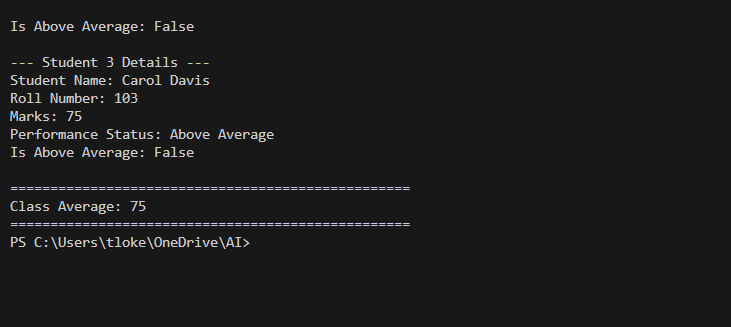 Is Above Average: False
--- Student 3 Details ---
Student Name: Carol Davis
Roll Number: 103
Marks: 75
Performance Status: Above Average
Is Above Average: False
==================================================
Class Average: 75
==================================================
PS C:\Users\tloke\OneDrive\AI>